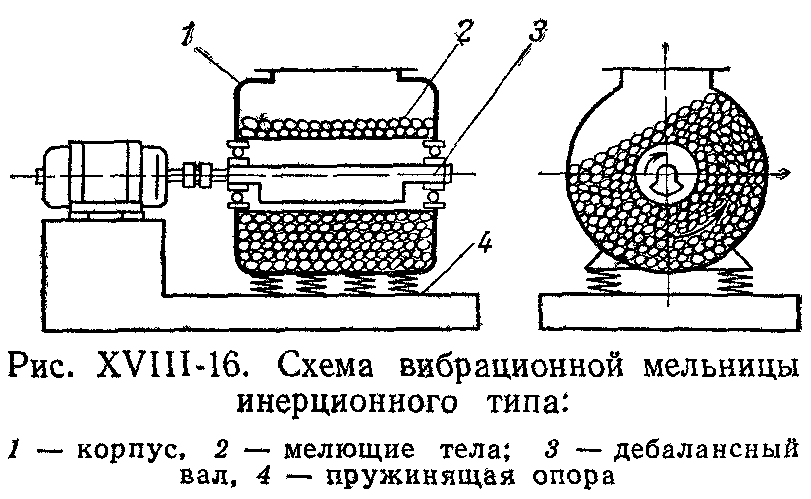 1
2
3
4
Рис. XVIII-16. Схема вибрационной мельницы
инерционного типа:
1 — корпус, 2 — мелющие тела; 3 — дебалансный
вал, 4 — пружинящая опора